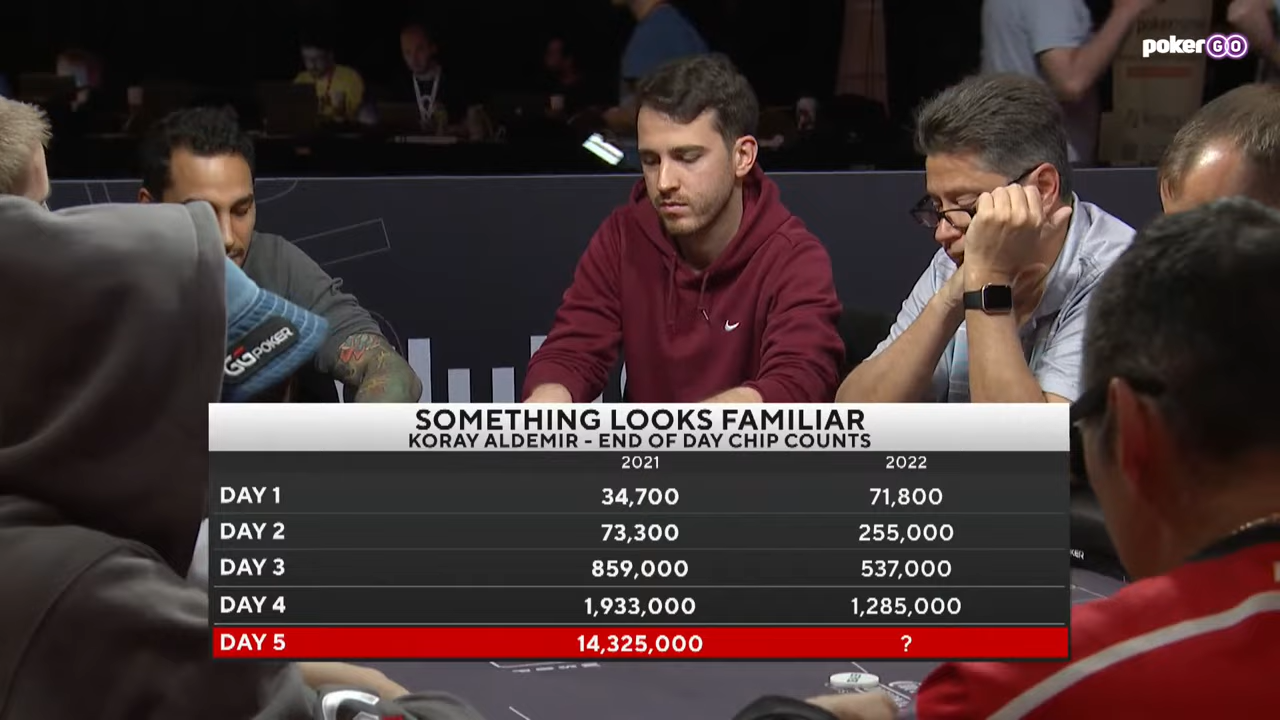 pokerGO
GGPOKER
SOMETHING LOOKS FAMILIAR
KORAY ALDEMIR - END OF DAY CHIP COUNTS
2021 2022
DAY 1 34,700 71,800
DAY 2 73,300 255,000
DAY 3 859,000 537,000
DAY 4 1,933,000 1,285,000
DAY 5 14,325,000 ?